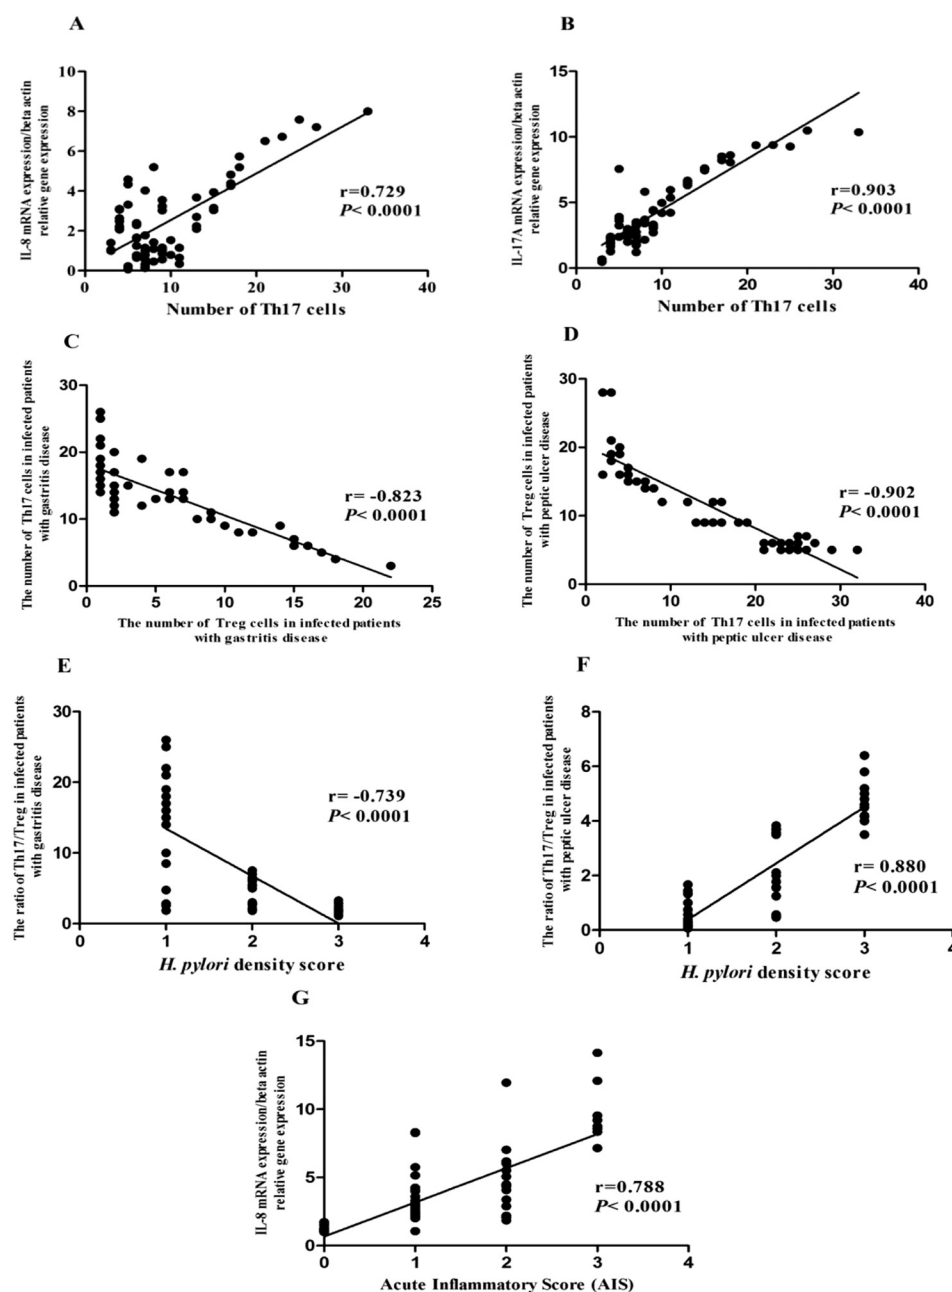 A
IL-8 mRNA expression/beta actin
relative gene expression
10
8
6
4
2
0
r=0.729
P< 0.0001
0 10 20 30 40
Number of Th17 cells
B
IL-17A mRNA expression/beta actin
relative gene expression
15
10
5
0
r=0.903
P< 0.0001
0 10 20 30 40
Number of Th17 cells
C
The number of Th17 cells in infected patients
with gastritis disease
30
20
10
0
r= -0.823
P< 0.0001
0 5 10 15 20 25
The number of Treg cells in infected patients
with gastritis disease
D
The number of Treg cells in infected patients
with peptic ulcer disease
30
20
10
0
r= -0.902
P< 0.0001
0 10 20 30 40
The number of Th17 cells in infected patients
with peptic ulcer disease
E
The ratio of Th17/Treg in infected patients
with gastritis disease
30
20
10
0
r= -0.739
P< 0.0001
0 1 2 3 4
H. pylori density score
F
The ratio of Th17/Treg in infected patients
with peptic ulcer disease
8
6
4
2
0
r= 0.880
P< 0.0001
0 1 2 3 4
H. pylori density score
G
IL-8 mRNA expression/beta actin
relative gene expression
15
10
5
0
r=0.788
P< 0.0001
0 1 2 3 4
Acute Inflammatory Score (AIS)